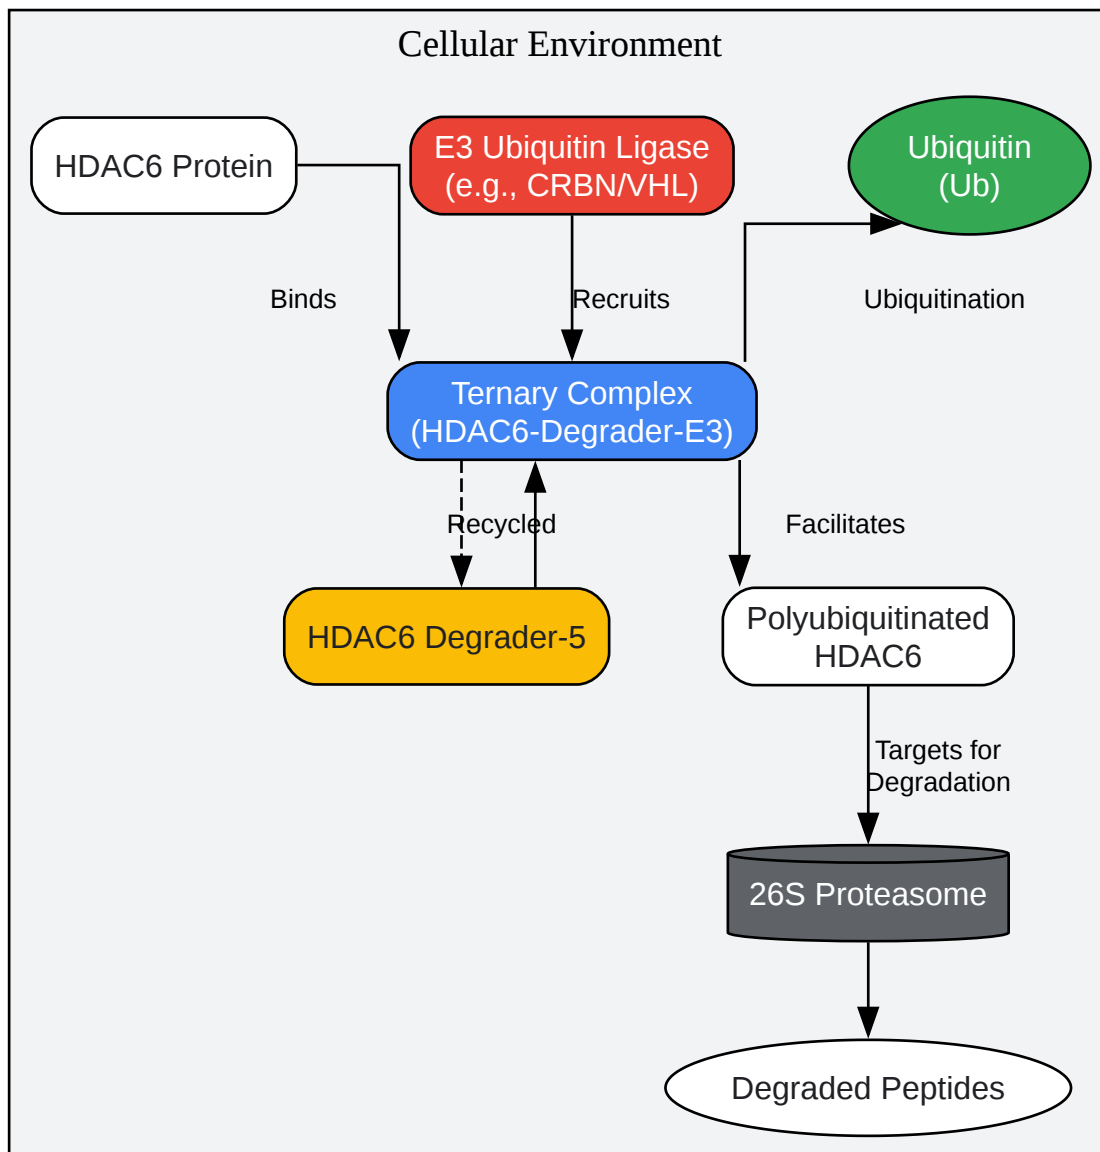 Cellular Environment
HDAC6 Protein
E3 Ubiquitin Ligase
(e.g., CRBN/VHL)
Ubiquitin
(Ub)
Binds
Recruits
Ubiquitination
Ternary Complex
(HDAC6-Degrader-E3)
Recycled
Facilitates
HDAC6 Degrader-5
Polyubiquitinated
HDAC6
Targets for
Degradation
26S Proteasome
Degraded Peptides